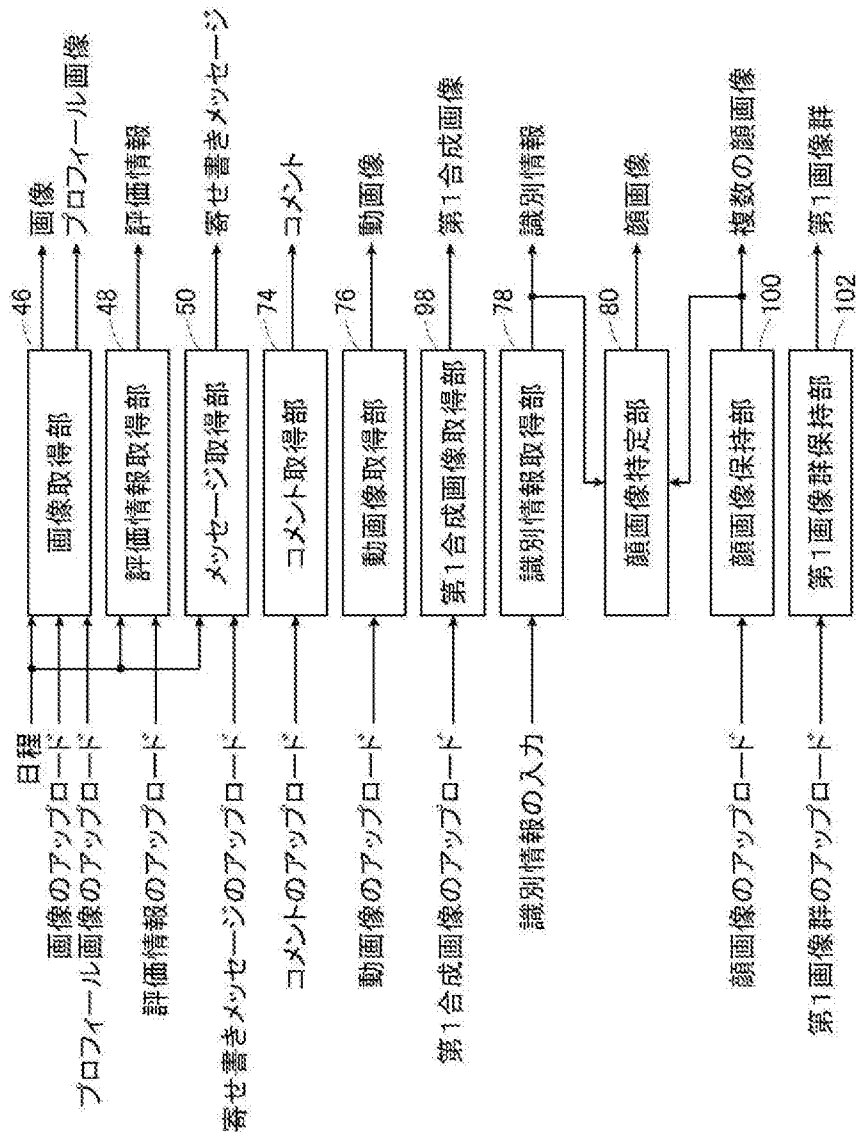 日程
画像のアップロード
プロフィール画像のアップロード
画像取得部
46
画像
プロフィール画像
評価情報のアップロード
評価情報取得部
48
評価情報
寄せ書きメッセージのアップロード
メッセージ取得部
50
寄せ書きメッセージ
コメントのアップロード
コメント取得部
74
コメント
動画像のアップロード
動画像取得部
76
動画像
第1合成画像のアップロード
第1合成画像取得部
98
第1合成画像
識別情報の入力
識別情報取得部
78
識別情報
顔画像特定部
80
顔画像
顔画像のアップロード
顔画像保持部
100
複数の顔画像
第1画像群のアップロード
第1画像群保持部
102
第1画像群